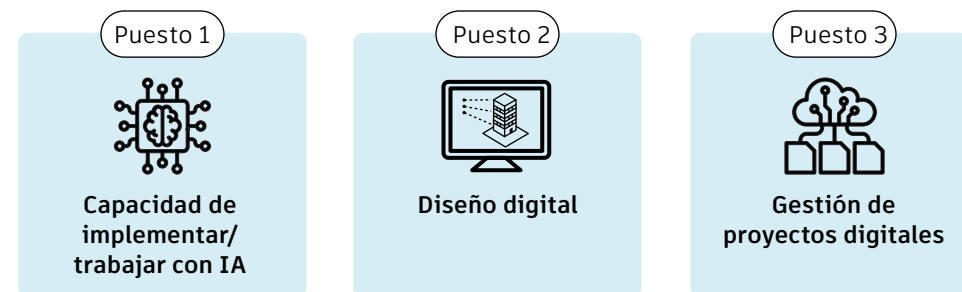 Puesto 1
Capacidad de
implementar/
trabajar con IA
Puesto 2
Diseño digital
Puesto 3
Gestión de
proyectos digitales